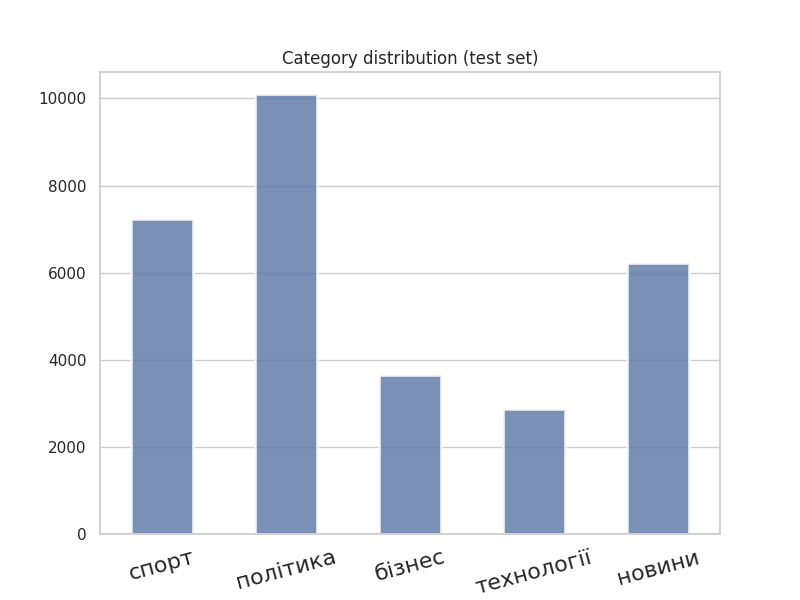 Category distribution (test set)
10000
8000
6000
4000
2000
0
спорт
політика
бізнес
технології
новини